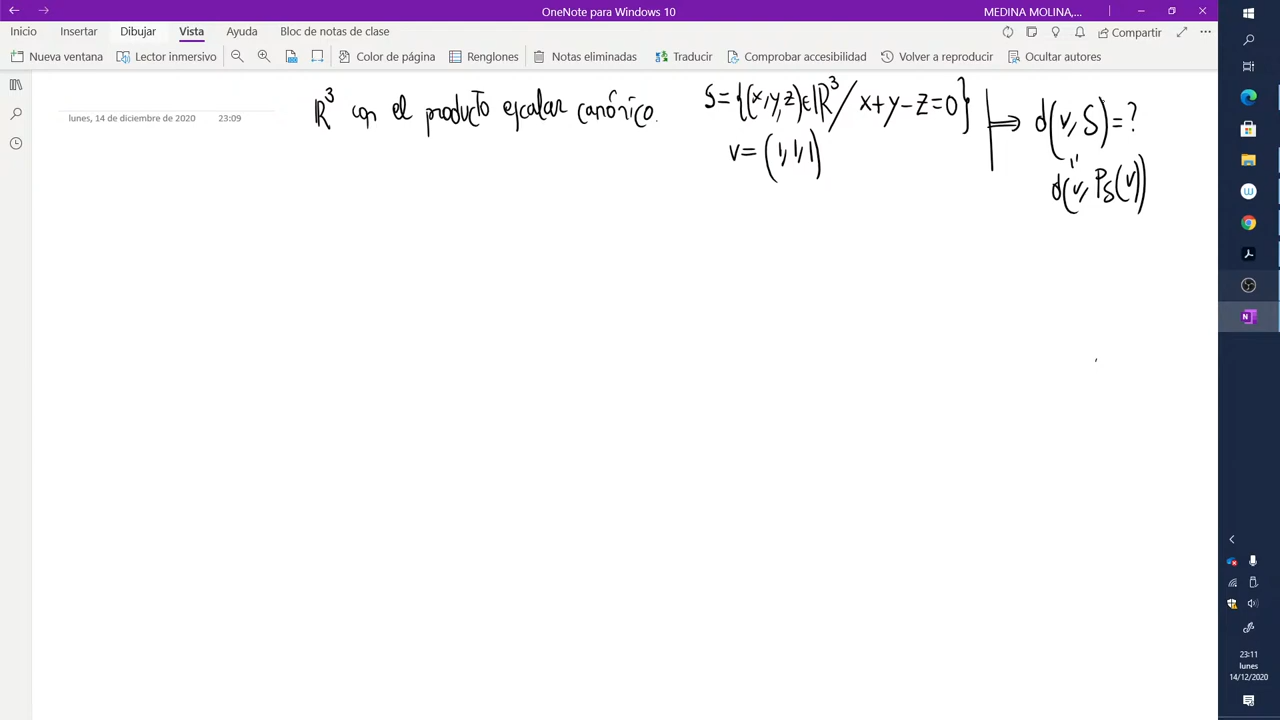 OneNote para Windows 10
MEDINA MOLINA,...
Inicio Insertar Dibujar Vista Ayuda Bloc de notas de clase
Compartir
Nueva ventana Lector inmersivo Color de página Renglones Notas eliminadas Traducir Comprobar accesibilidad Volver a reproducir Ocultar autores
lunes, 14 de diciembre de 2020 23:09
ℝ³ con el producto escalar canónico.
S={(x,y,z)∈ℝ³/x+y-z=0}
v=(1,1,1)
⟹ d(v,S)=?
"
d(v,P_S(v))
N
23:11
lunes
14/12/2020